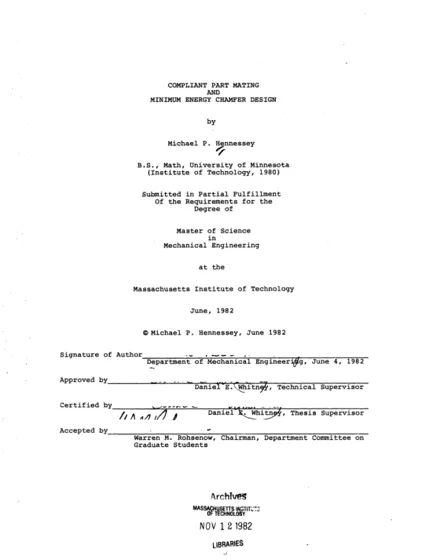 COMPLIANT PART MATING
AND
MINIMUM ENERGY CHAMFER DESIGN
by
Michael P. Hennessey
B.S., Math, University of Minnesota
(Institute of Technology, 1980)
Submitted in Partial Fulfillment
Of the Requirements for the
Degree of
Master of Science
in
Mechanical Engineering
at the
Massachusetts Institute of Technology
June, 1982
© Michael P. Hennessey, June 1982
Signature of Author
Department of Mechanical Engineering, June 4, 1982
Approved by
Daniel E. Whitney, Technical Supervisor
Certified by
Daniel E. Whitney, Thesis Supervisor
Accepted by
Warren M. Rohsenow, Chairman, Department Committee on
Graduate Students
Archives
MASSACHUSETTS
OF TECHNOLOGY
NOV 12 1982
LIBRARIES